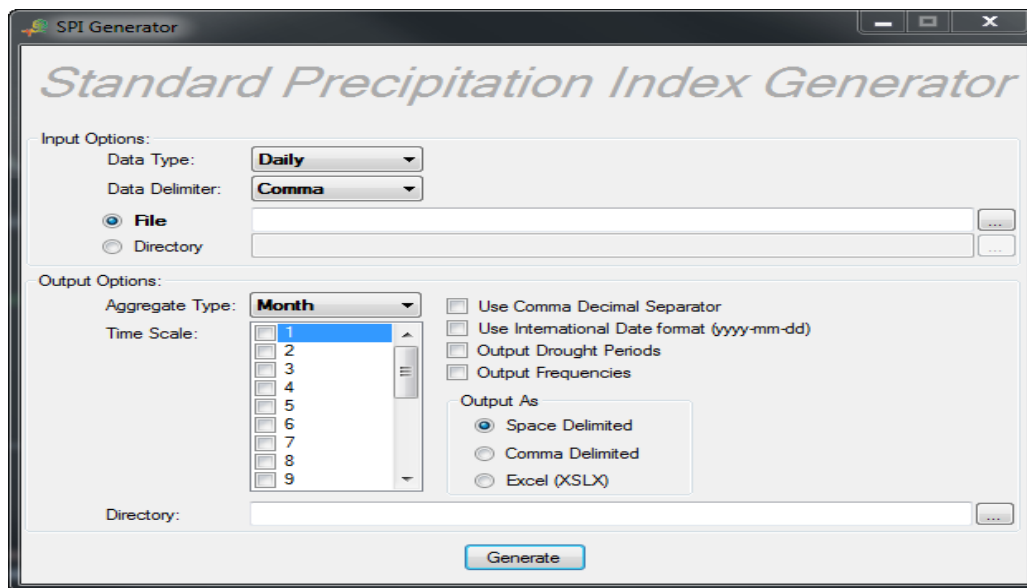 SPI Generator
Standard Precipitation Index Generator
Input Options:
Data Type: Daily
Data Delimiter: Comma
File ...
Directory ...
Output Options:
Aggregate Type: Month
Time Scale:
1
2
3
4
5
6
7
8
9
Use Comma Decimal Separator
Use International Date format (yyyy-mm-dd)
Output Drought Periods
Output Frequencies
Output As
Space Delimited
Comma Delimited
Excel (XSLX)
Directory: ...
Generate